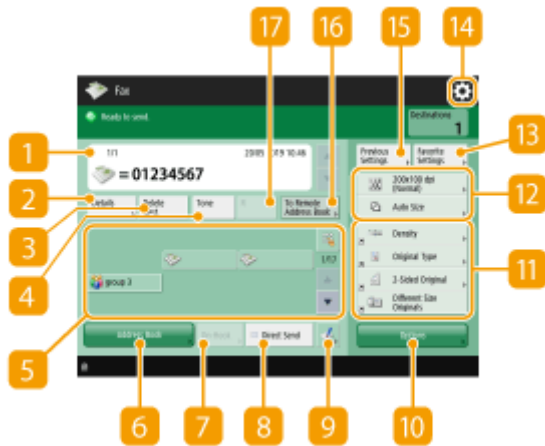 17
16
15
14
Fax
Ready to send.
Destinations
1
1
1/1
20/05 2019 10:46
= 01234567
Previous Settings
Favorite Settings
13
2
Details
Delete
Tone
To Remote Address Book
200x100 dpi (Normal)
Auto Size
12
3
4
Density
Original Type
2-Sided Original
Different Size Originals
11
group 3
5
Address Book
Direct Send
Options
6
7
8
9
10